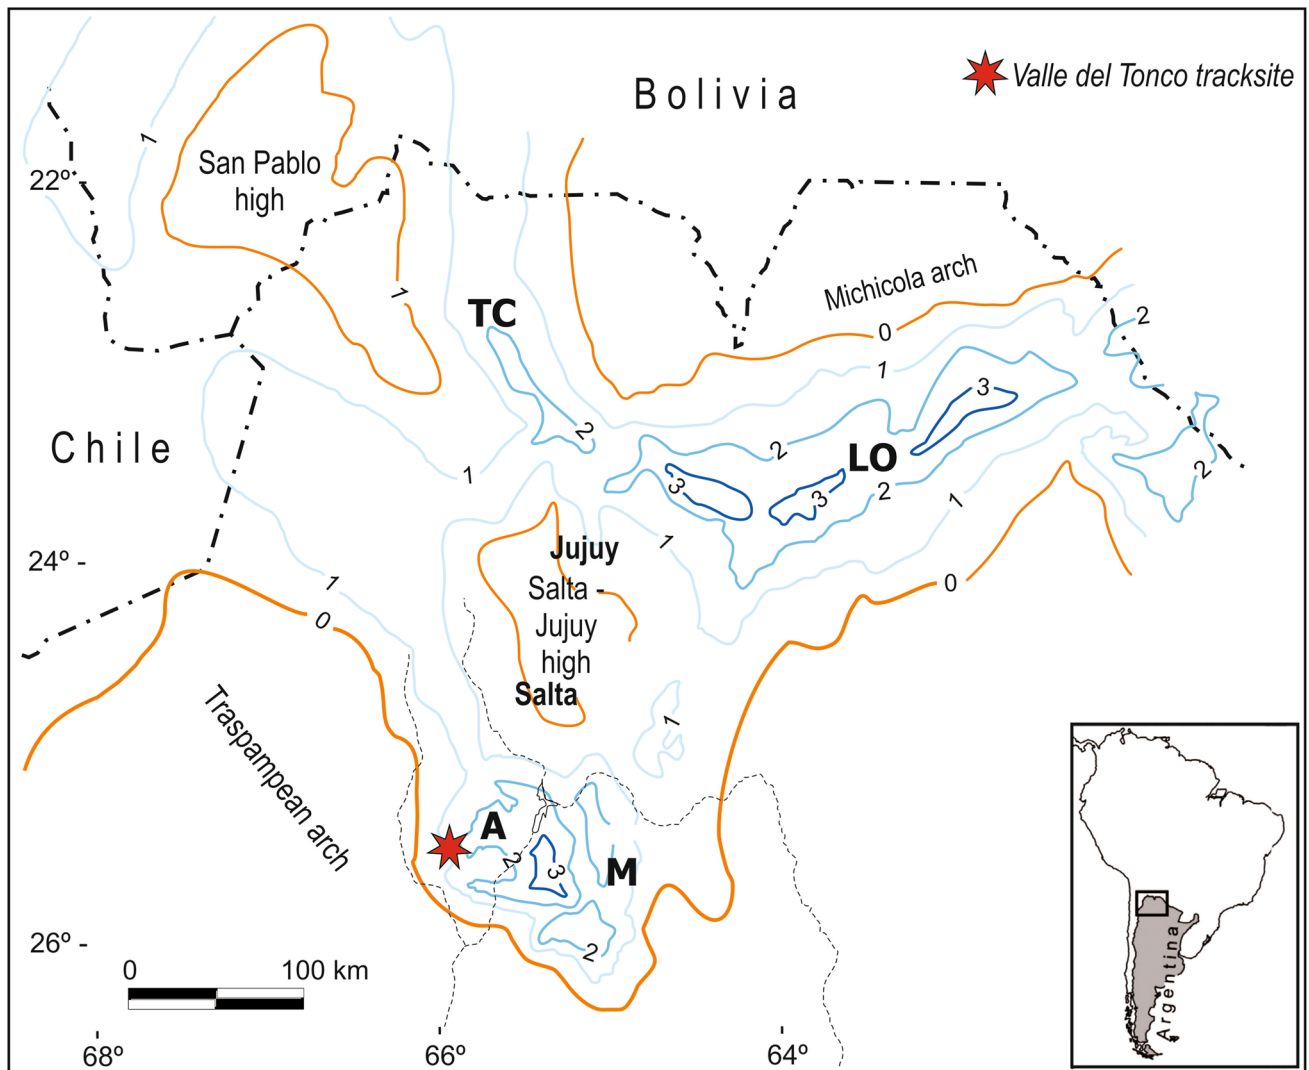 Bolivia
Valle del Tonco tracksite
1
San Pablo
high
22º
1
TC
Michicola arch
2
0
1
3
2
2
LO
Chile
1
3
3
2
1
2
24º
Jujuy
1
Salta -
Jujuy
high
Salta
1
0
0
1
Traspampean arch
A
2
3
M
2
26º
0
100 km
68º
66º
64º
Argentina